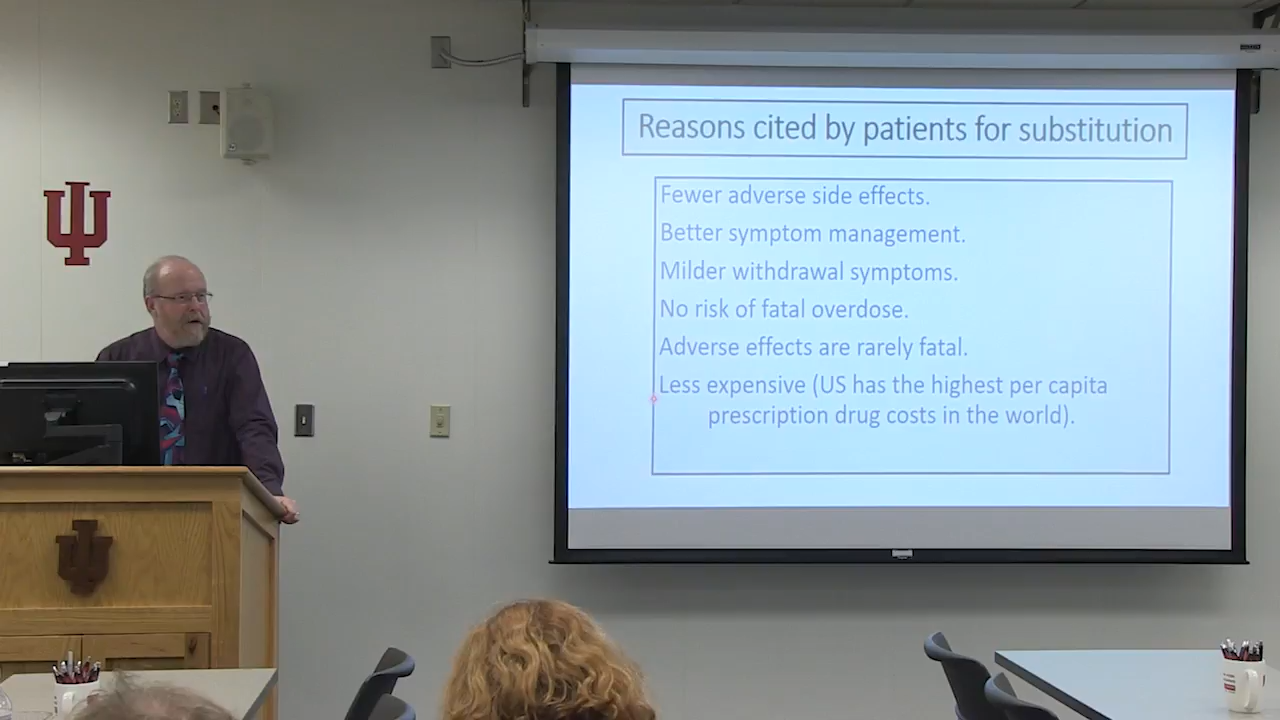 Reasons cited by patients for substitution
Fewer adverse side effects.
Better symptom management.
Milder withdrawal symptoms.
No risk of fatal overdose.
Adverse effects are rarely fatal.
Less expensive (US has the highest per capita
prescription drug costs in the world).